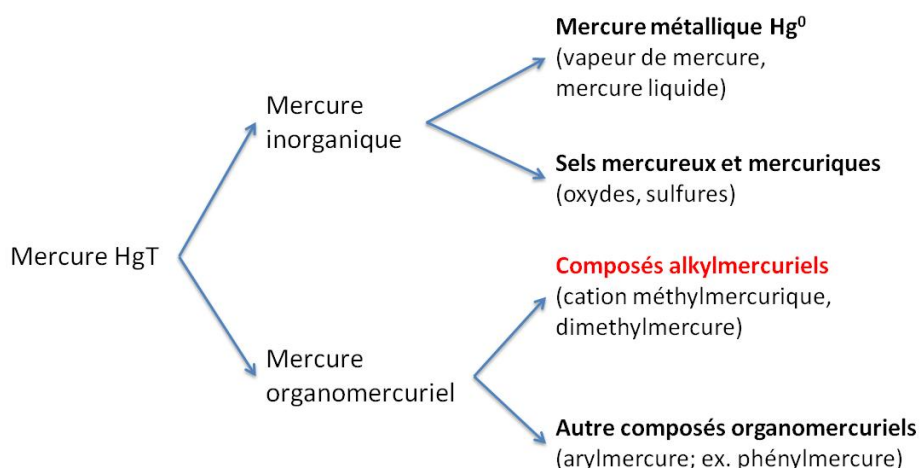 Mercure métallique Hg⁰
(vapeur de mercure,
mercure liquide)
Mercure
inorganique
Sels mercureux et mercuriques
(oxydes, sulfures)
Mercure HgT
Composés alkylmercuriels
(cation méthylmercurique,
dimethylmercure)
Mercure
organomercuriel
Autre composés organomercuriels
(arylmercure; ex. phénylmercure)